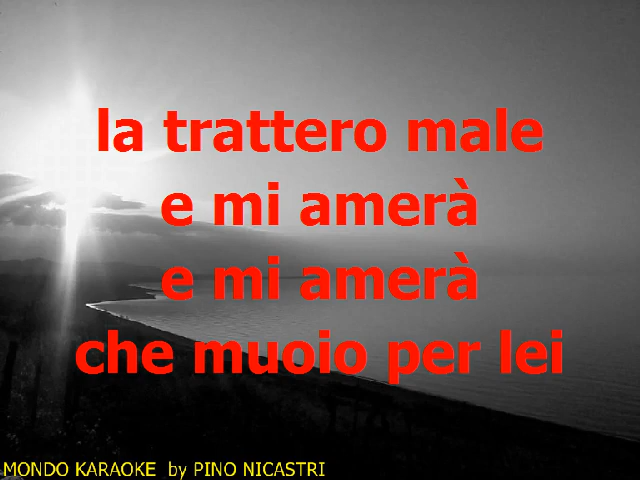 la trattero male
e mi amerà
e mi amerà
che muoio per lei
MONDO KARAOKE by PINO NICASTRI